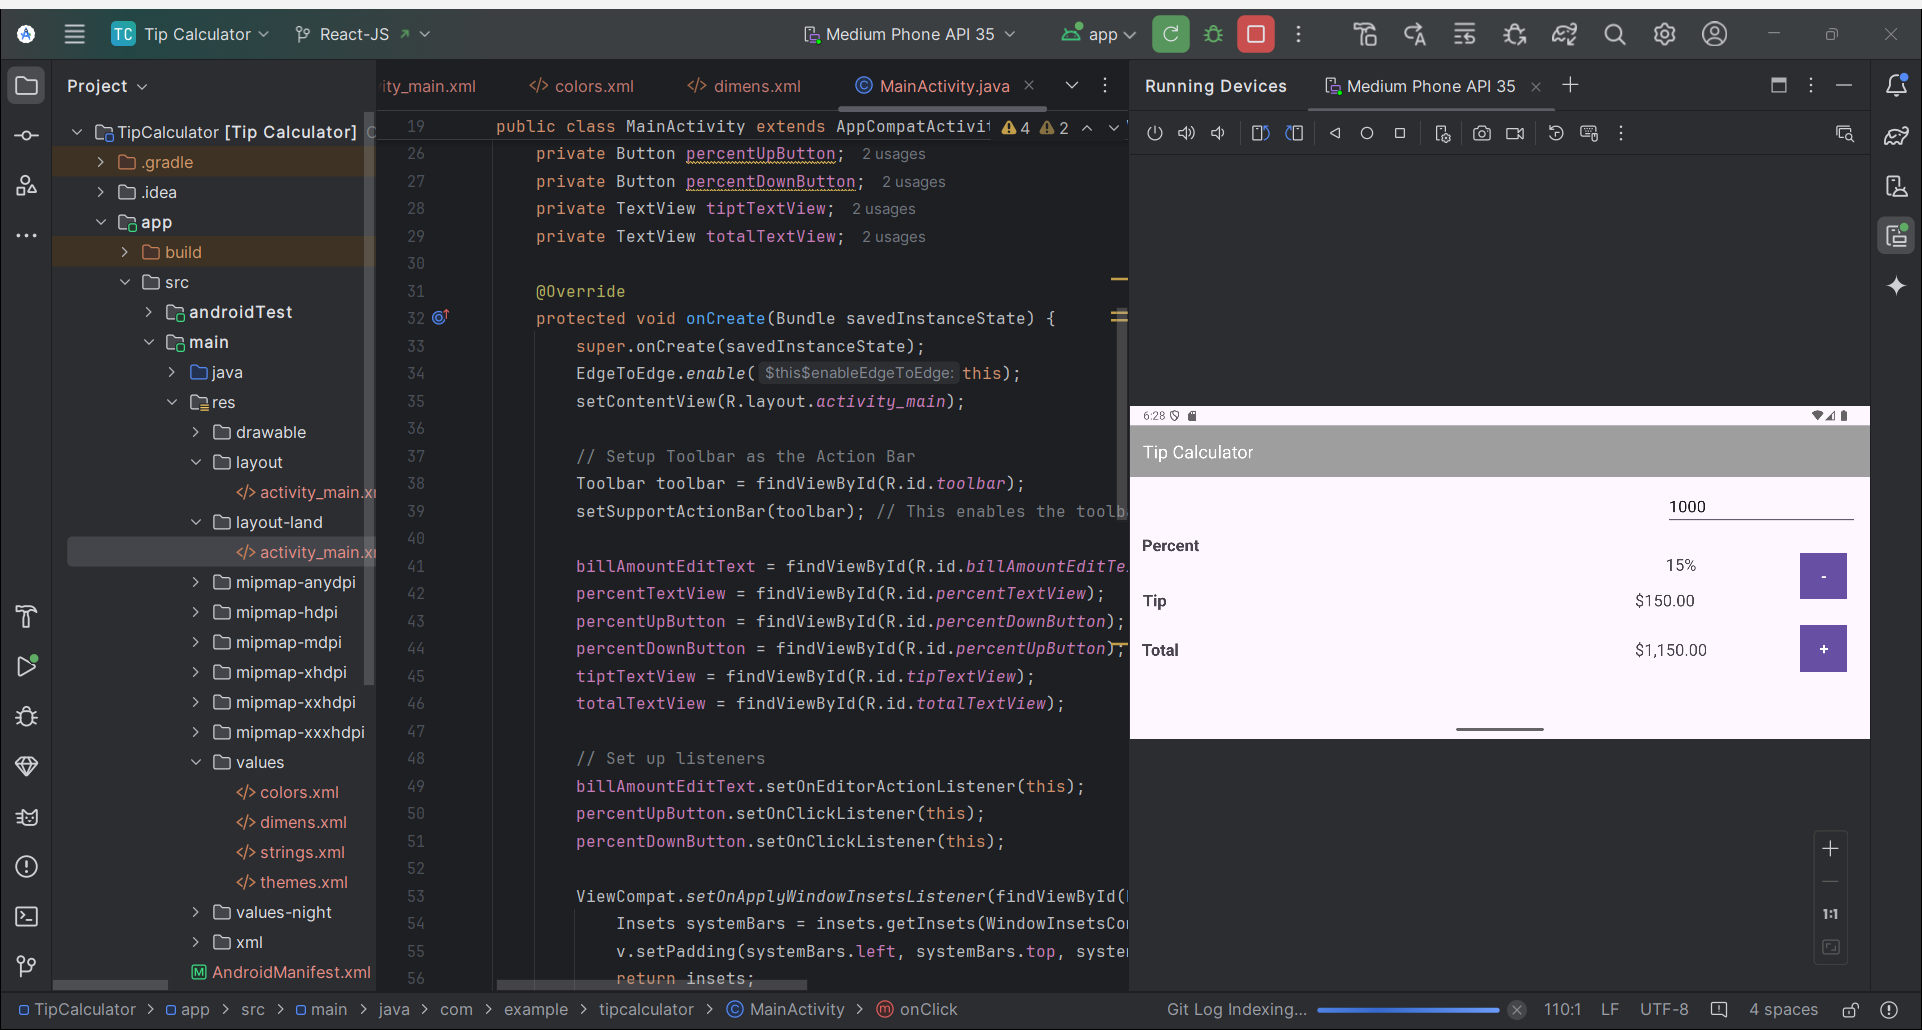 TC Tip Calculator React-JS Medium Phone API 35 app
Project
TipCalculator [Tip Calculator]
.gradle
.idea
app
build
src
androidTest
main
java
res
drawable
layout
activity_main.x
layout-land
activity_main.x
mipmap-anydpi
mipmap-hdpi
mipmap-mdpi
mipmap-xhdpi
mipmap-xxhdpi
mipmap-xxxhdpi
values
colors.xml
dimens.xml
strings.xml
themes.xml
values-night
xml
AndroidManifest.xml
ity_main.xml colors.xml dimens.xml MainActivity.java
19 public class MainActivity extends AppCompatActivit 4 2
26 private Button percentUpButton; 2 usages
27 private Button percentDownButton; 2 usages
28 private TextView tiptTextView; 2 usages
29 private TextView totalTextView; 2 usages
30
31 @Override
32 protected void onCreate(Bundle savedInstanceState) {
33 super.onCreate(savedInstanceState);
34 EdgeToEdge.enable( $this$enableEdgeToEdge: this);
35 setContentView(R.layout.activity_main);
36
37 // Setup Toolbar as the Action Bar
38 Toolbar toolbar = findViewById(R.id.toolbar);
39 setSupportActionBar(toolbar); // This enables the toolb
40
41 billAmountEditText = findViewById(R.id.billAmountEditTe
42 percentTextView = findViewById(R.id.percentTextView);
43 percentUpButton = findViewById(R.id.percentDownButton);
44 percentDownButton = findViewById(R.id.percentUpButton);
45 tiptTextView = findViewById(R.id.tipTextView);
46 totalTextView = findViewById(R.id.totalTextView);
47
48 // Set up listeners
49 billAmountEditText.setOnEditorActionListener(this);
50 percentUpButton.setOnClickListener(this);
51 percentDownButton.setOnClickListener(this);
52
53 ViewCompat.setOnApplyWindowInsetsListener(findViewById(
54 Insets systemBars = insets.getInsets(WindowInsetsCo
55 v.setPadding(systemBars.left, systemBars.top, syste
56 return insets;
Running Devices Medium Phone API 35
6:28
Tip Calculator
1000
Percent
15% -
Tip $150.00
Total $1,150.00 +
1:1
TipCalculator app src main java com example tipcalculator MainActivity onClick Git Log Indexing... 110:1 LF UTF-8 4 spaces